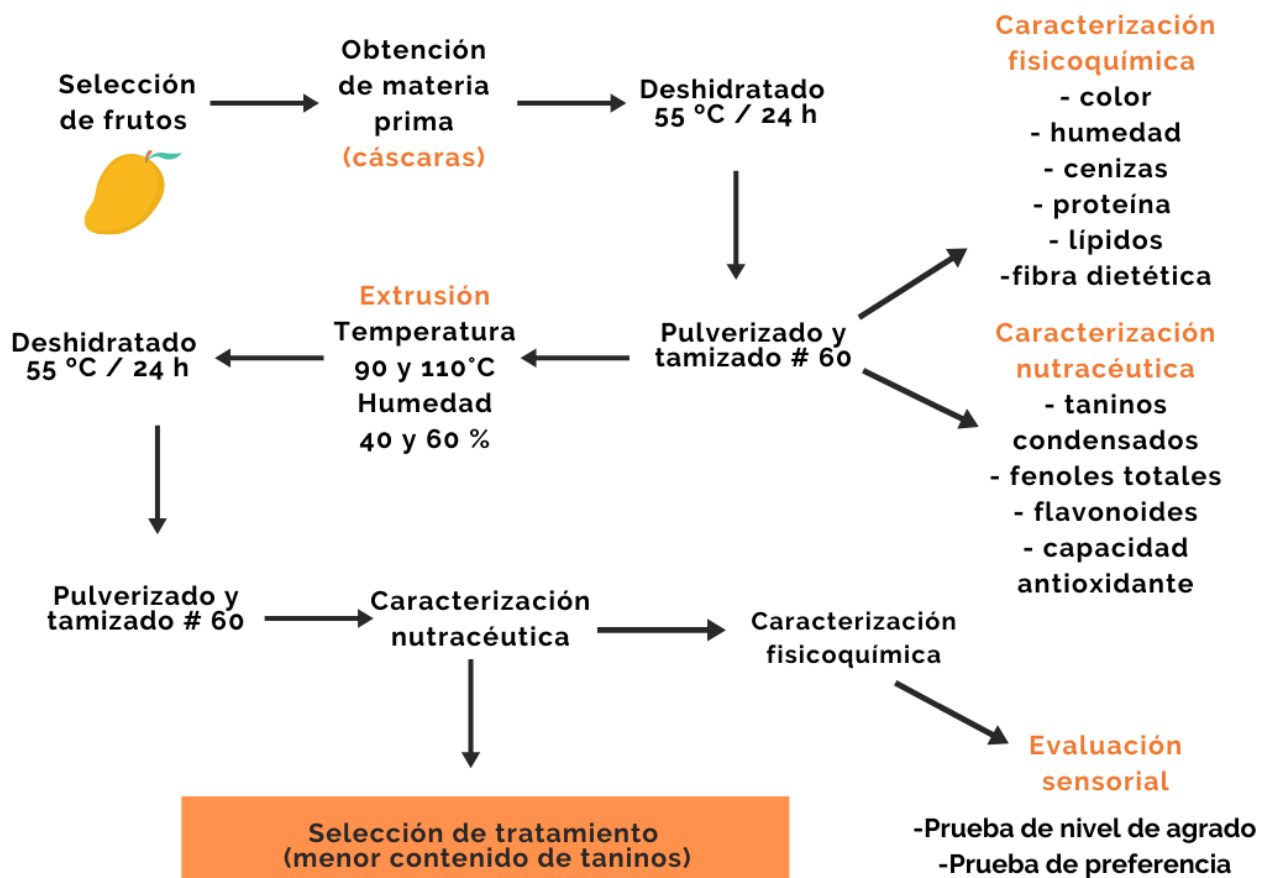 Selección
de frutos
Obtención
de materia
prima
(cáscaras)
Deshidratado
55 ºC / 24 h
Caracterización
fisicoquímica
- color
- humedad
- cenizas
- proteína
- lípidos
-fibra dietética
Pulverizado y
tamizado # 60
Caracterización
nutracéutica
- taninos
condensados
- fenoles totales
- flavonoides
- capacidad
antioxidante
Extrusión
Temperatura
90 y 110°C
Humedad
40 y 60 %
Deshidratado
55 ºC / 24 h
Pulverizado y
tamizado # 60
Caracterización
nutracéutica
Selección de tratamiento
(menor contenido de taninos)
Caracterización
fisicoquímica
Evaluación
sensorial
-Prueba de nivel de agrado
-Prueba de preferencia